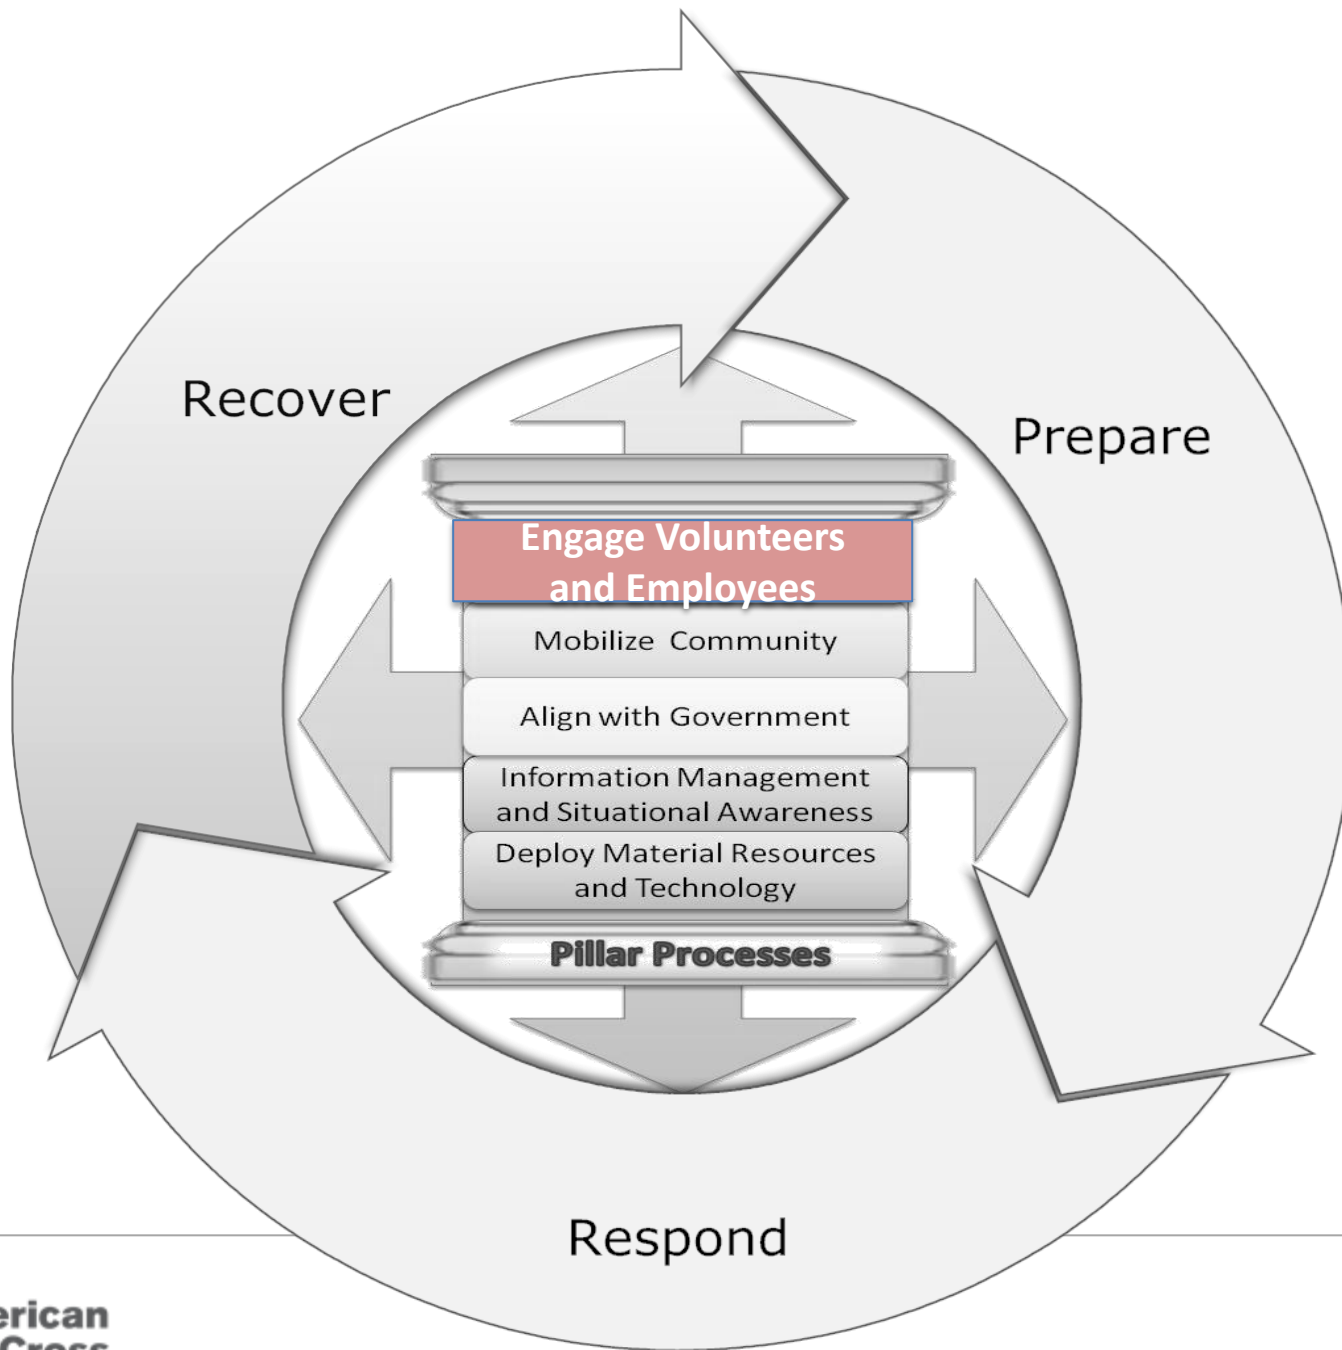 Recover
Prepare
Engage Volunteers
and Employees
Mobilize Community
Align with Government
Information Management
and Situational Awareness
Deploy Material Resources
and Technology
Pillar Processes
Respond
erican
Cross